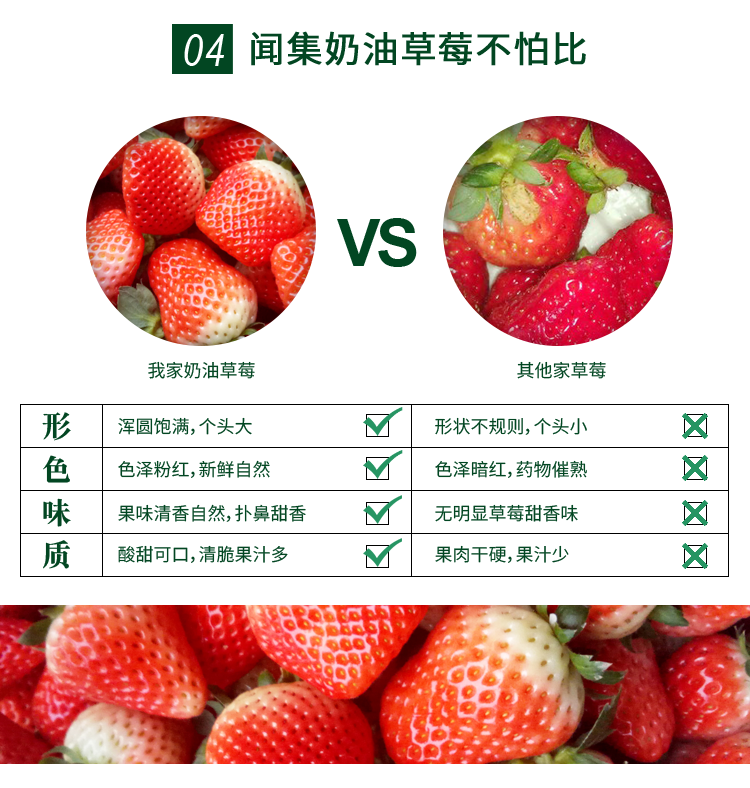 04 闻集奶油草莓不怕比
VS
我家奶油草莓 其他家草莓
形 浑圆饱满，个头大 形状不规则，个头小
色 色泽粉红，新鲜自然 色泽暗红，药物催熟
味 果味清香自然，扑鼻甜香 无明显草莓甜香味
质 酸甜可口，清脆果汁多 果肉干硬，果汁少